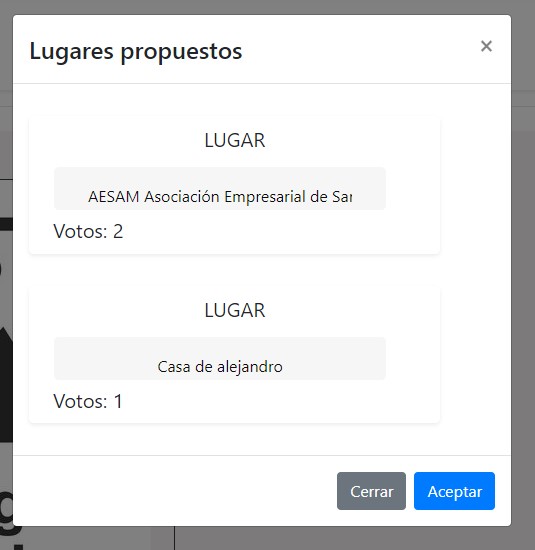 Lugares propuestos
×
LUGAR
AESAM Asociación Empresarial de Sar
Votos: 2
LUGAR
Casa de alejandro
Votos: 1
Cerrar
Aceptar